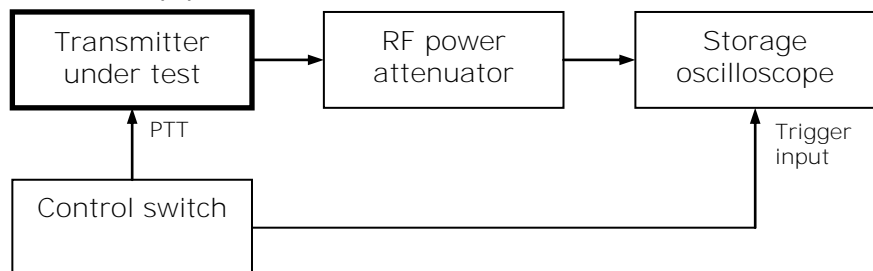 Transmitter
under test
RF power
attenuator
Storage
oscilloscope
PTT
Trigger
input
Control switch